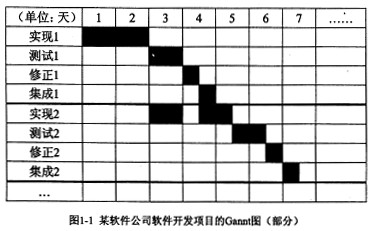 (单位:天) 1 2 3 4 5 6 7 ……
实现1
测试1
修正1
集成1
实现2
测试2
修正2
集成2
…
图1-1 某软件公司软件开发项目的Gannt图（部分）